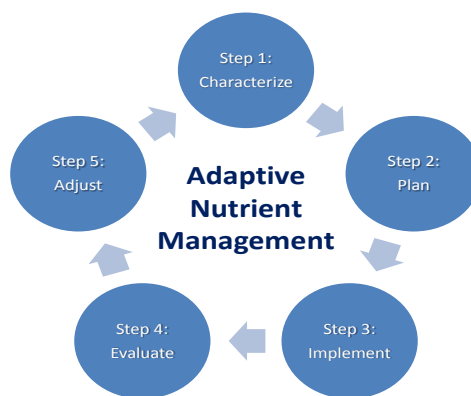 Step 1:
Characterize
Step 2:
Plan
Step 3:
Implement
Step 4:
Evaluate
Step 5:
Adjust
Adaptive
Nutrient
Management